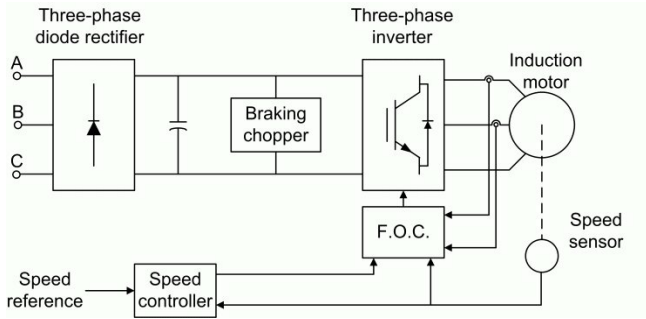 Three-phase
diode rectifier
Three-phase
inverter
Induction
motor
A
B
C
Braking
chopper
F.O.C.
Speed
sensor
Speed
reference
Speed
controller